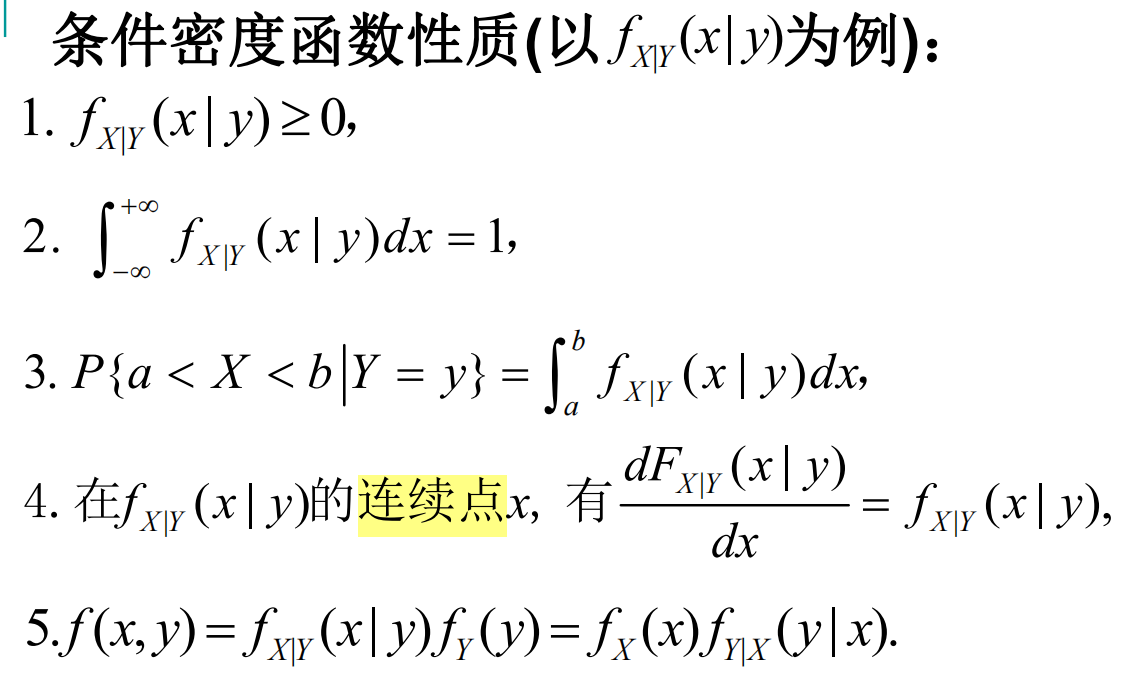 条件密度函数性质(以 $f_{X|Y}(x|y)$为例)：
1. $f_{X|Y}(x|y) \geq 0$，
2. $\int_{-\infty}^{+\infty} f_{X|Y}(x|y)dx = 1$，
3. $P\{a < X < b | Y = y\} = \int_{a}^{b} f_{X|Y}(x|y)dx$，
4. 在$f_{X|Y}(x|y)$的连续点$x$, 有 $\frac{dF_{X|Y}(x|y)}{dx} = f_{X|Y}(x|y)$,
5.$f(x,y) = f_{X|Y}(x|y)f_Y(y) = f_X(x)f_{Y|X}(y|x)$.